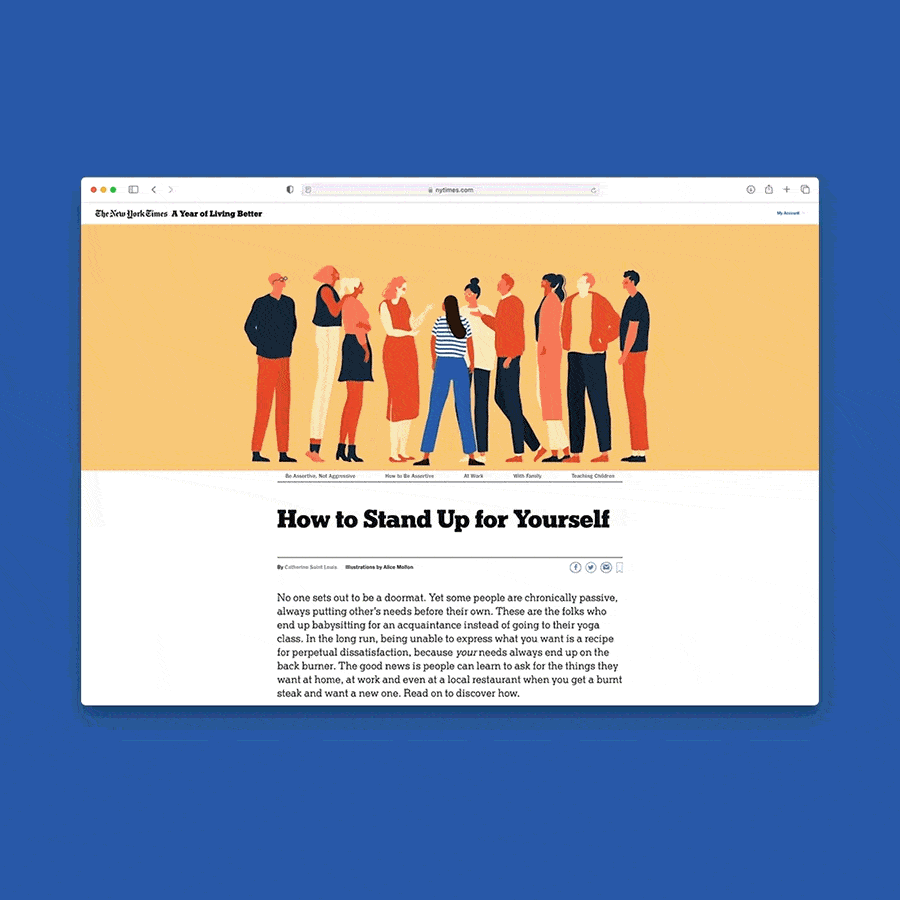 nytimes.com
The New York Times A Year of Living Better
My Account
Be Assertive, Not Aggressive How to Be Assertive At Work With Family Teaching Children
How to Stand Up for Yourself
By Catherine Saint Louis Illustrations by Alice Mollon
No one sets out to be a doormat. Yet some people are chronically passive,
always putting other's needs before their own. These are the folks who
end up babysitting for an acquaintance instead of going to their yoga
class. In the long run, being unable to express what you want is a recipe
for perpetual dissatisfaction, because your needs always end up on the
back burner. The good news is people can learn to ask for the things they
want at home, at work and even at a local restaurant when you get a burnt
steak and want a new one. Read on to discover how.